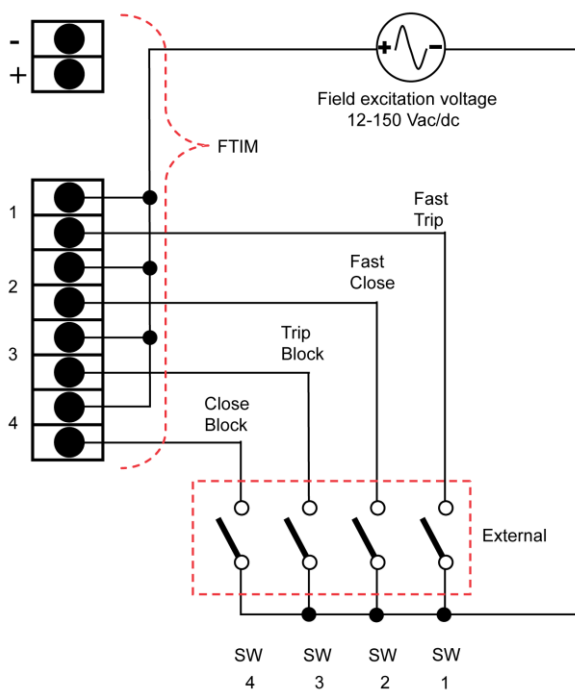 -
+
+ -
Field excitation voltage
12-150 Vac/dc
FTIM
1
Fast
Trip
2
Fast
Close
3
Trip
Block
4
Close
Block
External
SW SW SW SW
4 3 2 1